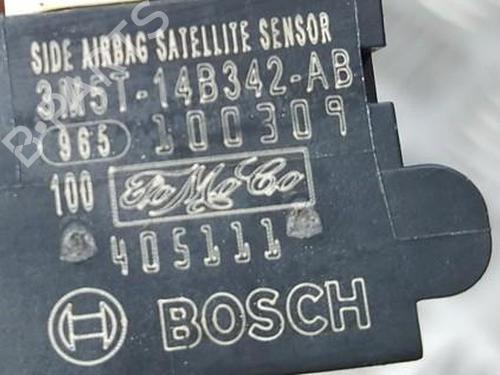 SIDE AIRBAG SATELLITE SENSOR
3M5T-14B342-AB
965 100309
100 FoMoCo
405111
BOSCH